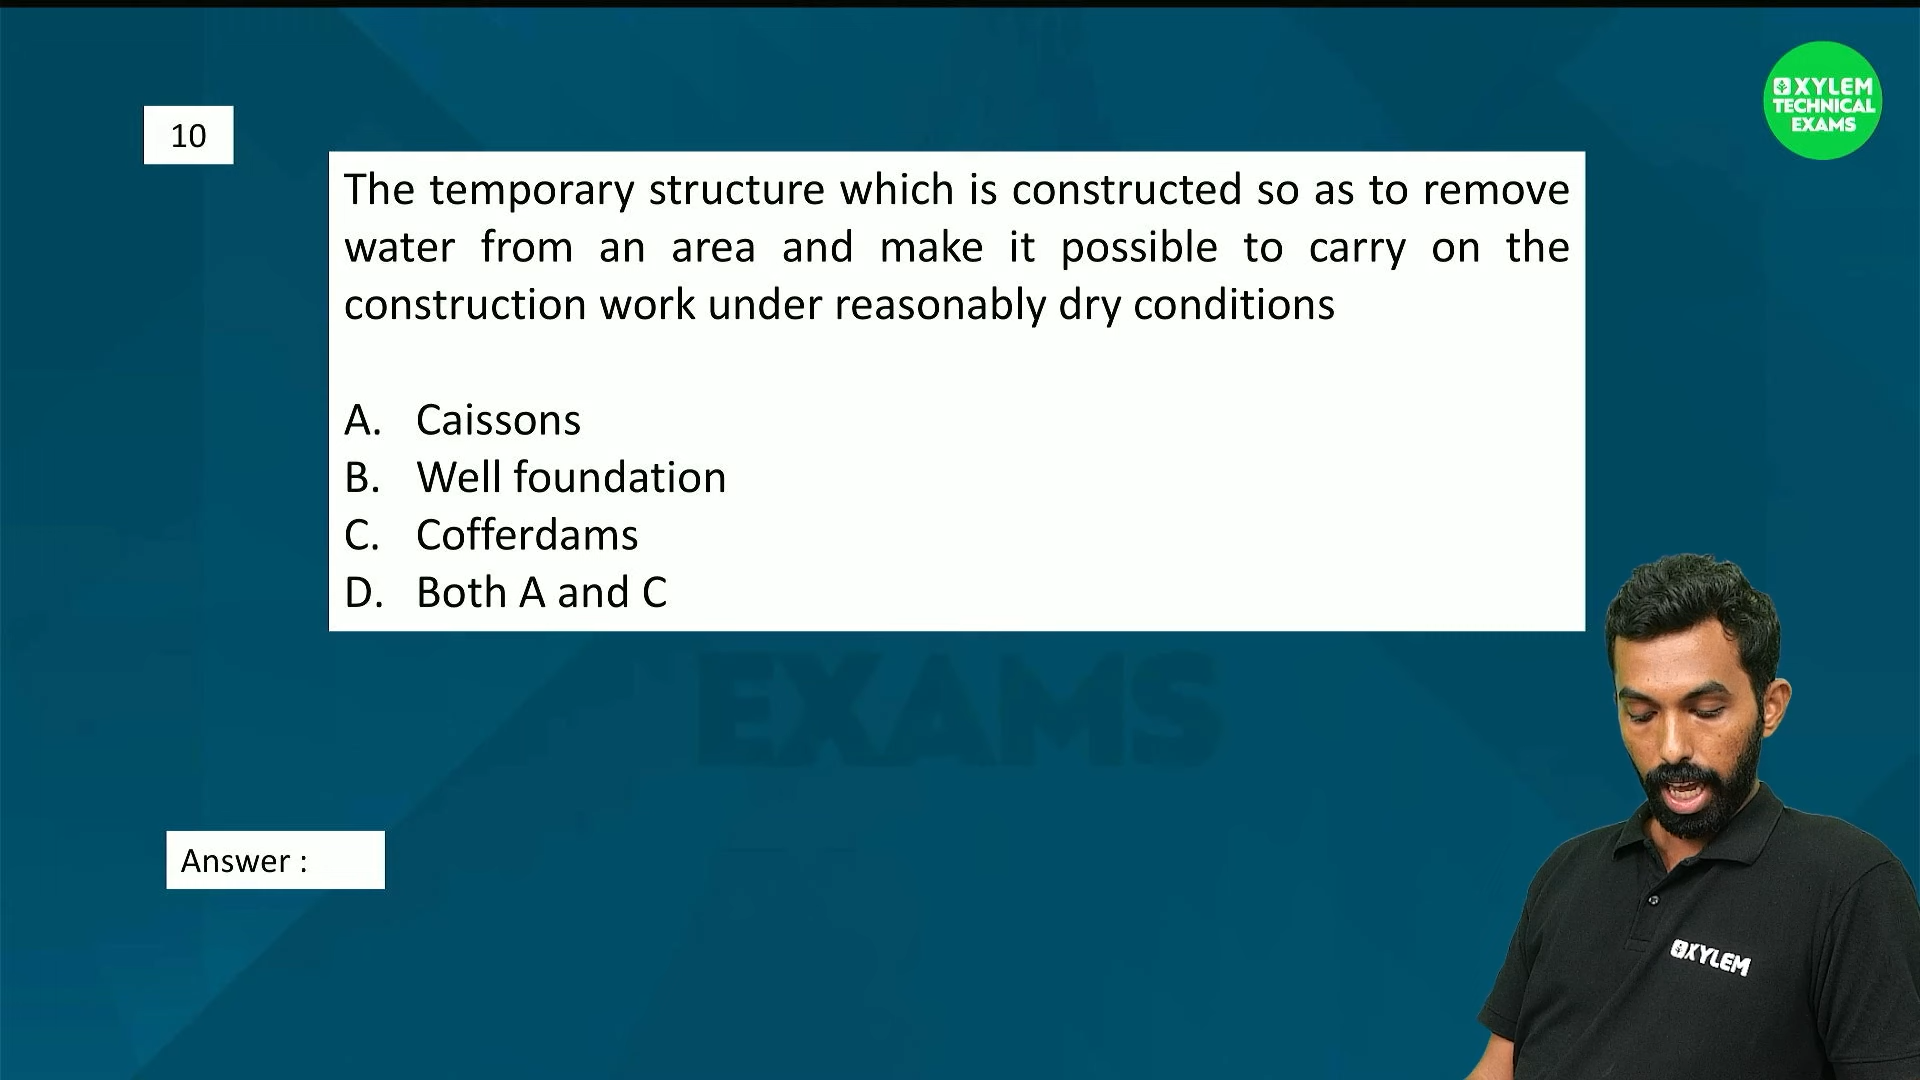 XYLEM
TECHNICAL
EXAMS
10
The temporary structure which is constructed so as to remove
water from an area and make it possible to carry on the
construction work under reasonably dry conditions
A. Caissons
B. Well foundation
C. Cofferdams
D. Both A and C
EXAMS
Answer :
XYLEM